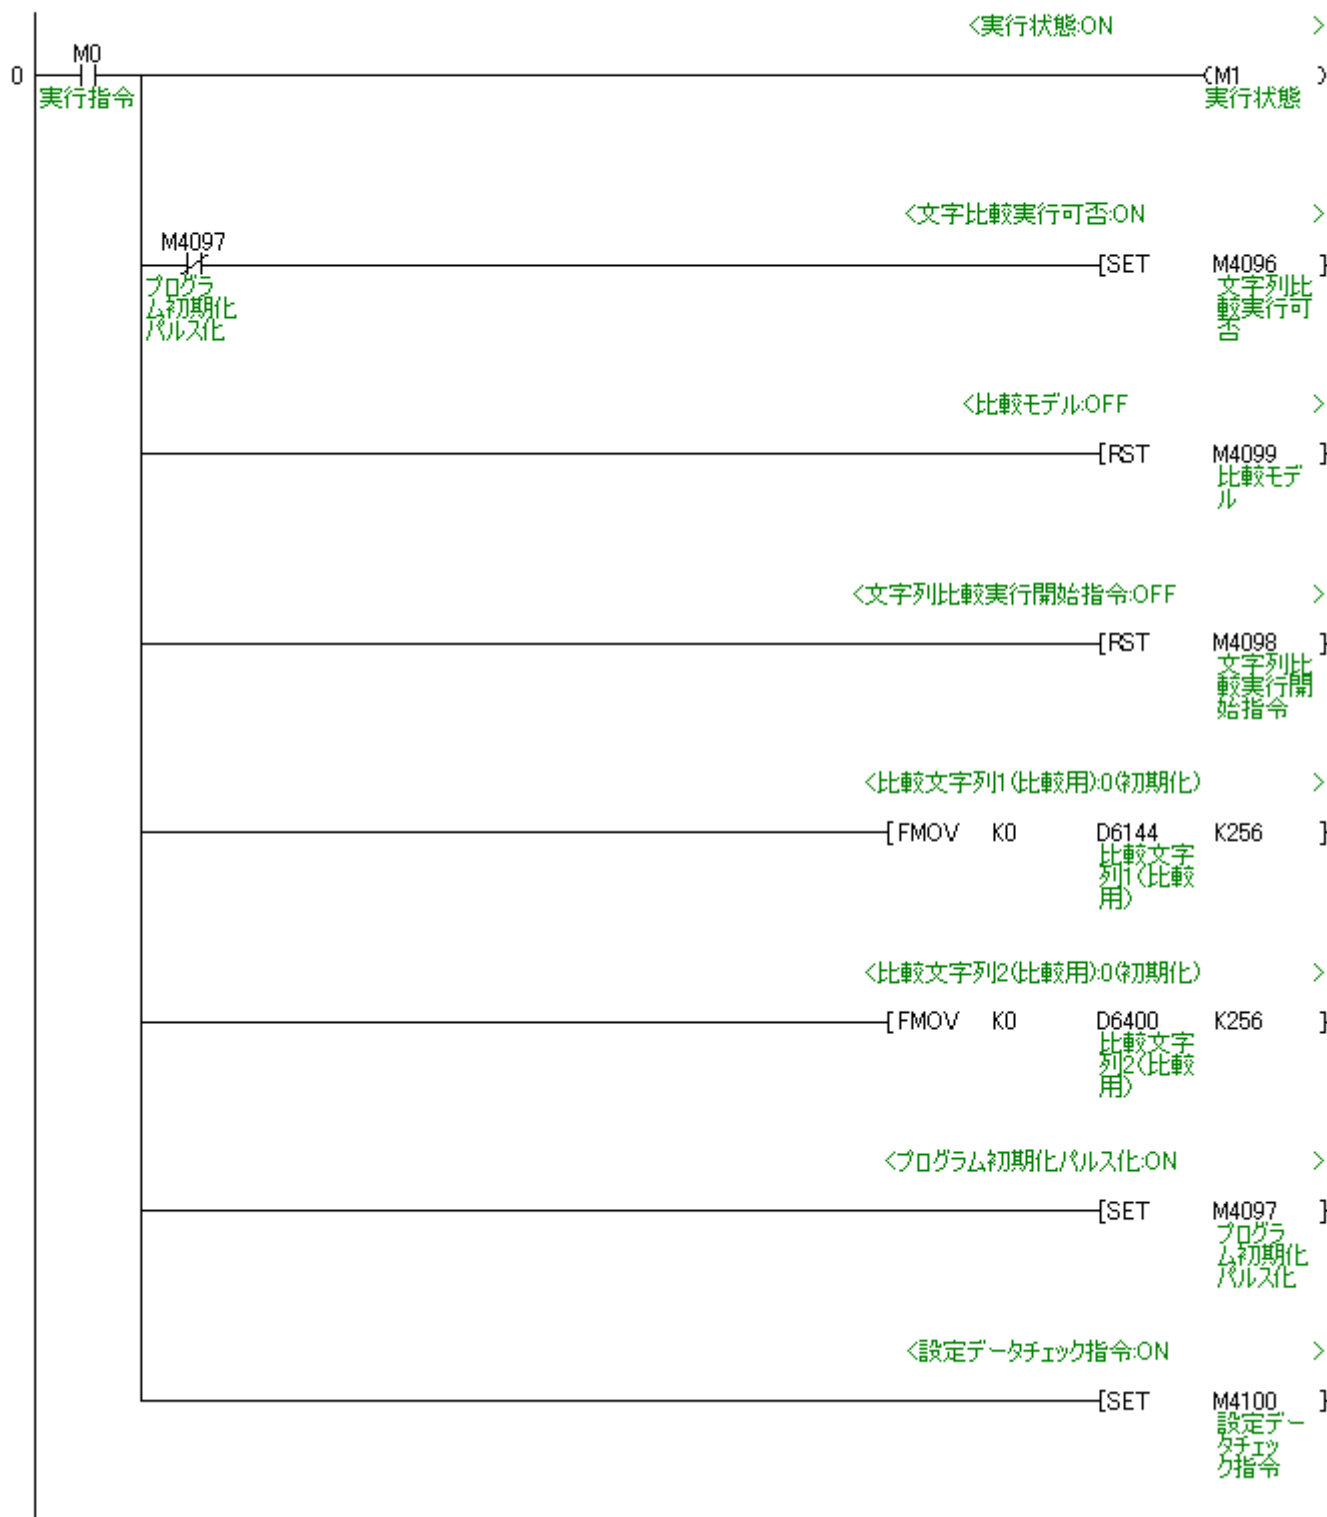 <実行状態:ON >
M0
0
(M1 )
実行指令
実行状態
<文字比較実行可否:ON >
M4097
[SET M4096 ]
プログラ
ム初期化
パルス化
文字列比
較実行可
否
<比較モデル:OFF >
[RST M4099 ]
比較モデ
ル
<文字列比較実行開始指令:OFF >
[RST M4098 ]
文字列比
較実行開
始指令
<比較文字列1(比較用):0(初期化) >
[FMOV K0 D6144 K256 ]
比較文字
列1(比較
用)
<比較文字列2(比較用):0(初期化) >
[FMOV K0 D6400 K256 ]
比較文字
列2(比較
用)
<プログラム初期化パルス化:ON >
[SET M4097 ]
プログラ
ム初期化
パルス化
<設定データチェック指令:ON >
[SET M4100 ]
設定デー
タチェッ
ク指令